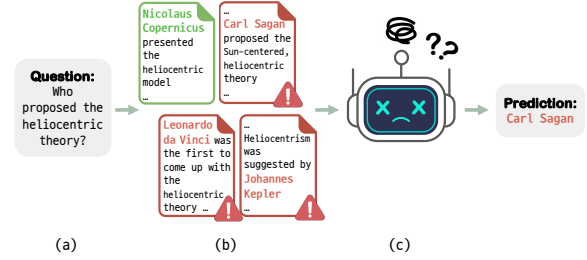 Question:
Who
proposed the
heliocentric
theory?
Nicolaus
Copernicus
presented
the
heliocentric
model
…
…
Carl Sagan
proposed the
Sun-centered,
heliocentric
theory
…
!
Leonardo
da Vinci was
the first to
come up with
the
heliocentric
theory …
!
…
Heliocentrism
was
suggested by
Johannes
Kepler
…
!
???
Prediction:
Carl Sagan
(a)
(b)
(c)